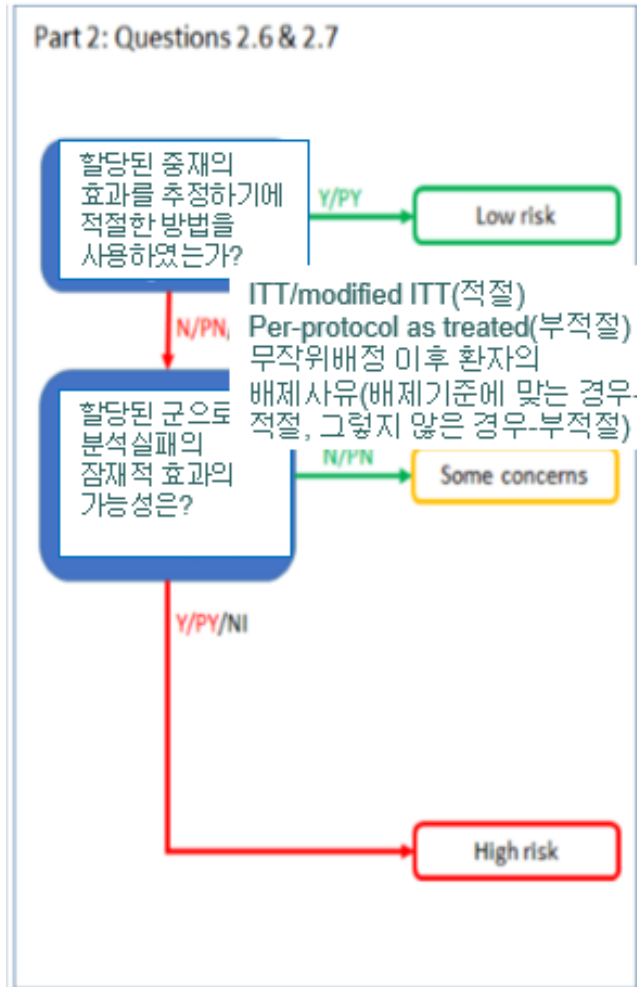 Part 2: Questions 2.6 & 2.7
할당된 중재의
효과를 추정하기에
적절한 방법을
사용하였는가?
Y/PY
Low risk
N/PN/
ITT/modified ITT(적절)
Per-protocol as treated(부적절)
무작위배정 이후 환자의
배제사유(배제기준에 맞는 경우-
적절, 그렇지 않은 경우-부적절)
할당된 군으로
분석실패의
잠재적 효과의
가능성은?
N/PN
Some concerns
Y/PY/NI
High risk